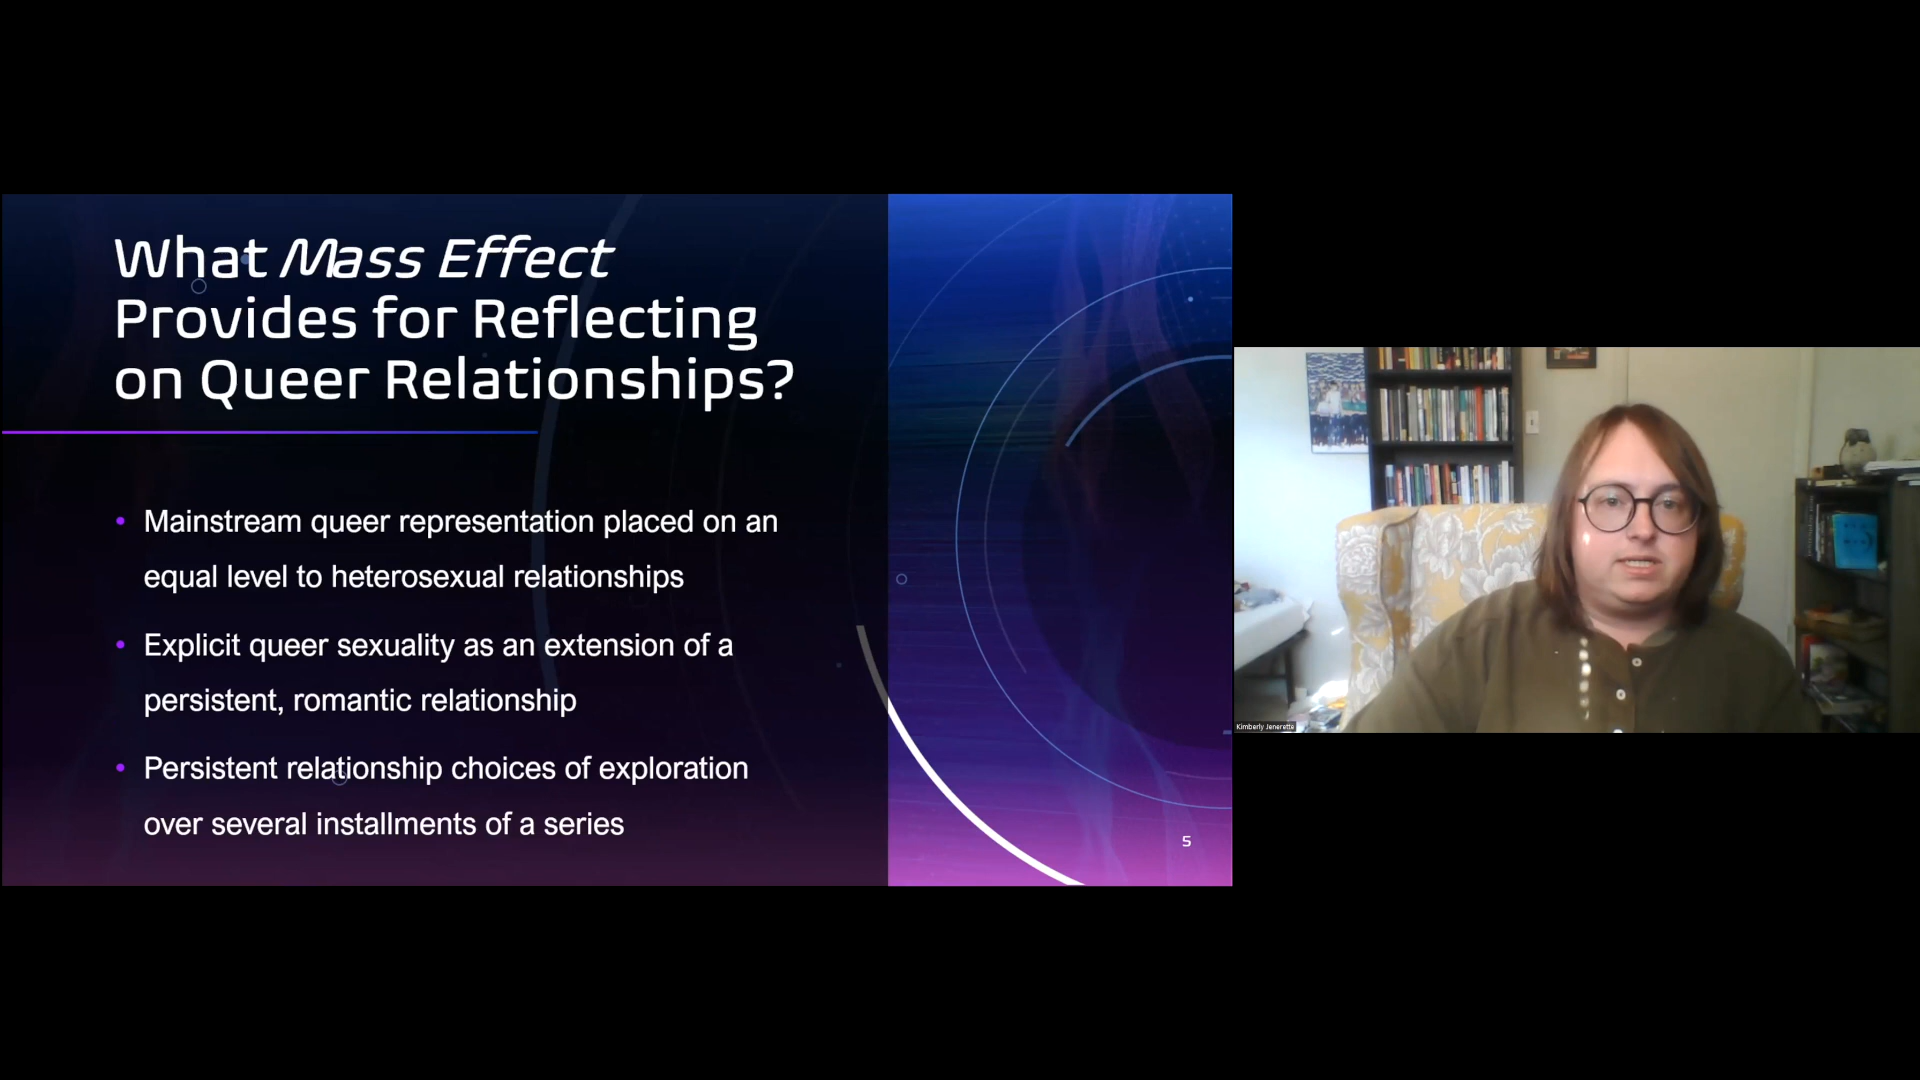 What Mass Effect
Provides for Reflecting
on Queer Relationships?
• Mainstream queer representation placed on an
equal level to heterosexual relationships
• Explicit queer sexuality as an extension of a
persistent, romantic relationship
• Persistent relationship choices of exploration
over several installments of a series
5
Kimberly Jenerette